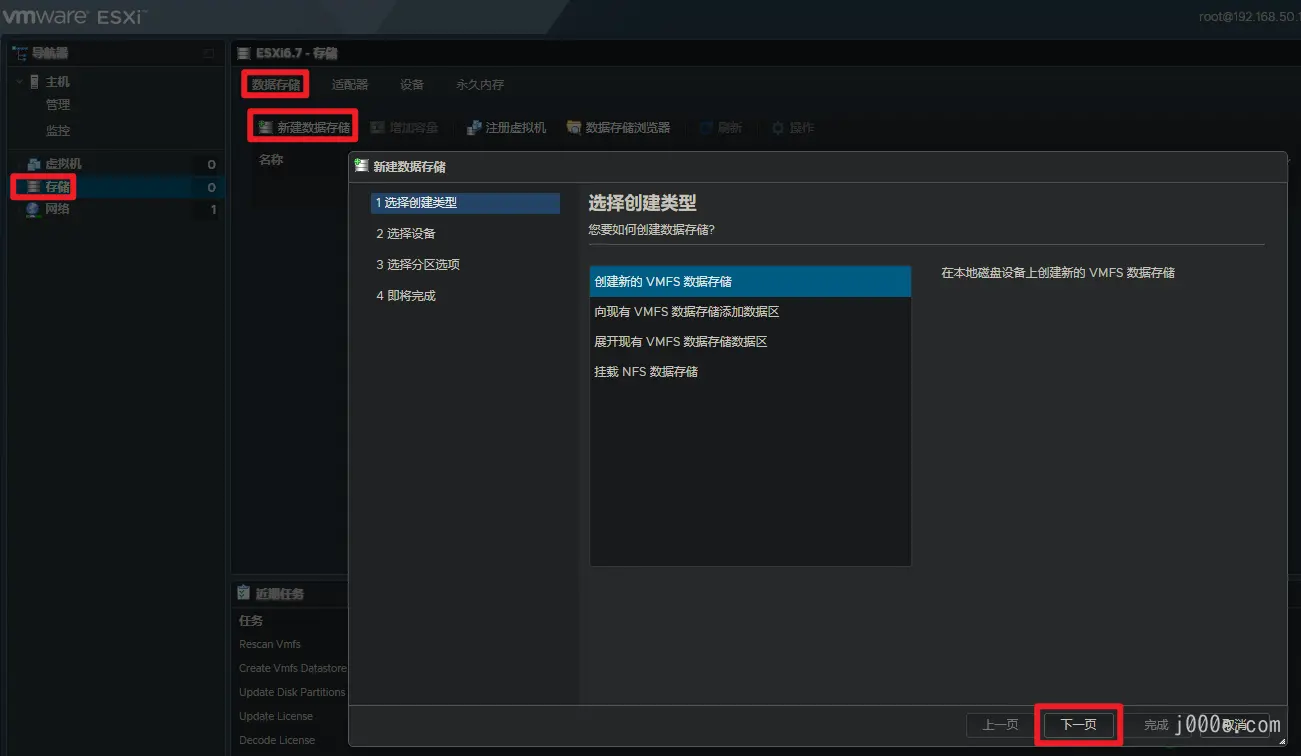 vmware ESXi™
root@192.168.50.1
导航器
主机
管理
监控
虚拟机 0
存储 0
网络 1
ESXi6.7 - 存储
数据存储 适配器 设备 永久内存
新建数据存储 增加容量 注册虚拟机 数据存储浏览器 刷新 操作
名称
新建数据存储
1 选择创建类型
2 选择设备
3 选择分区选项
4 即将完成
选择创建类型
您要如何创建数据存储?
创建新的 VMFS 数据存储
向现有 VMFS 数据存储添加数据区
展开现有 VMFS 数据存储数据区
挂载 NFS 数据存储
在本地磁盘设备上创建新的 VMFS 数据存储
近期任务
任务
Rescan Vmfs
Create Vmfs Datastore
Update Disk Partitions
Update License
Decode License
上一页 下一页 完成 取消
j000e.com